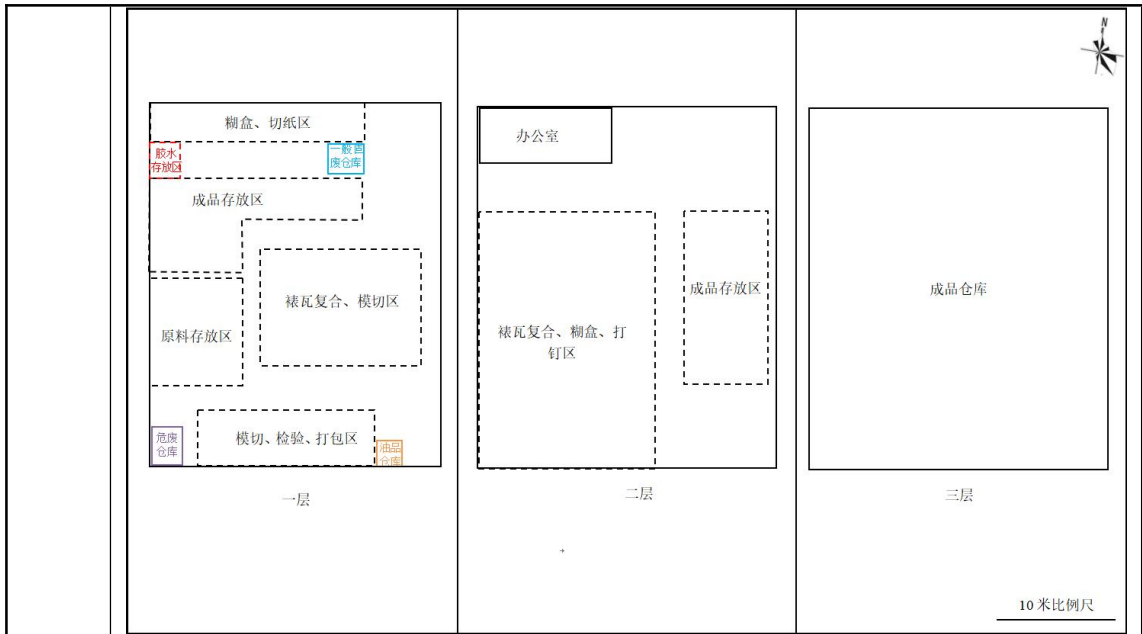 N
糊盒、切纸区
胶水
存放区
一般固
废仓库
成品存放区
裱瓦复合、模切区
原料存放区
危废
仓库
模切、检验、打包区
油品
仓库
一层
办公室
成品存放区
裱瓦复合、糊盒、打
钉区
二层
成品仓库
三层
10 米比例尺